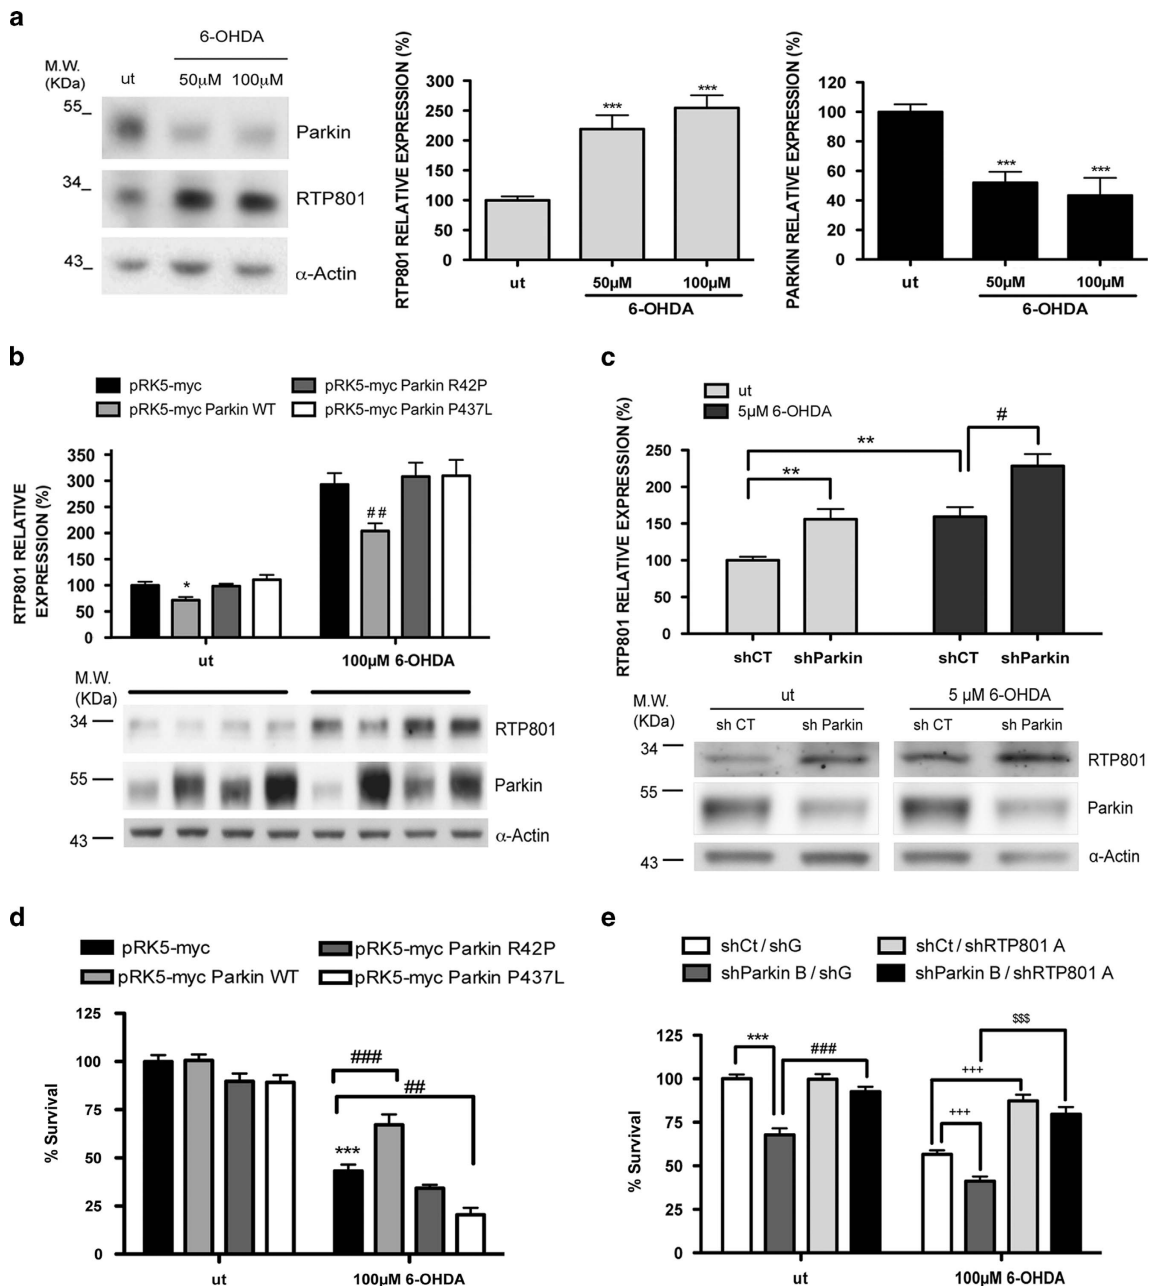 a
6-OHDA
M.W.
(KDa)
ut
50μM
100μM
55_
Parkin
34_
RTP801
43_
α-Actin
RTP801 RELATIVE EXPRESSION (%)
300
250
200
150
100
50
0
***
***
ut
50µM
100µM
6-OHDA
PARKIN RELATIVE EXPRESSION (%)
120
100
80
60
40
20
0
***
***
ut
50µM
100µM
6-OHDA
b
pRK5-myc
pRK5-myc Parkin R42P
pRK5-myc Parkin WT
pRK5-myc Parkin P437L
RTP801 RELATIVE
EXPRESSION (%)
350
300
250
200
150
100
50
0
*
##
ut
100µM 6-OHDA
M.W.
(KDa)
34
RTP801
55
Parkin
43
α-Actin
c
ut
5µM 6-OHDA
RTP801 RELATIVE EXPRESSION (%)
250
200
150
100
50
0
**
**
#
shCT
shParkin
shCT
shParkin
M.W.
(KDa)
ut
5 µM 6-OHDA
sh CT
sh Parkin
sh CT
sh Parkin
34
RTP801
55
Parkin
43
α-Actin
d
pRK5-myc
pRK5-myc Parkin R42P
pRK5-myc Parkin WT
pRK5-myc Parkin P437L
% Survival
125
100
75
50
25
0
***
###
##
ut
100µM 6-OHDA
e
shCt / shG
shCt / shRTP801 A
shParkin B / shG
shParkin B / shRTP801 A
% Survival
125
100
75
50
25
0
***
###
+++
+++
$$$
ut
100µM 6-OHDA